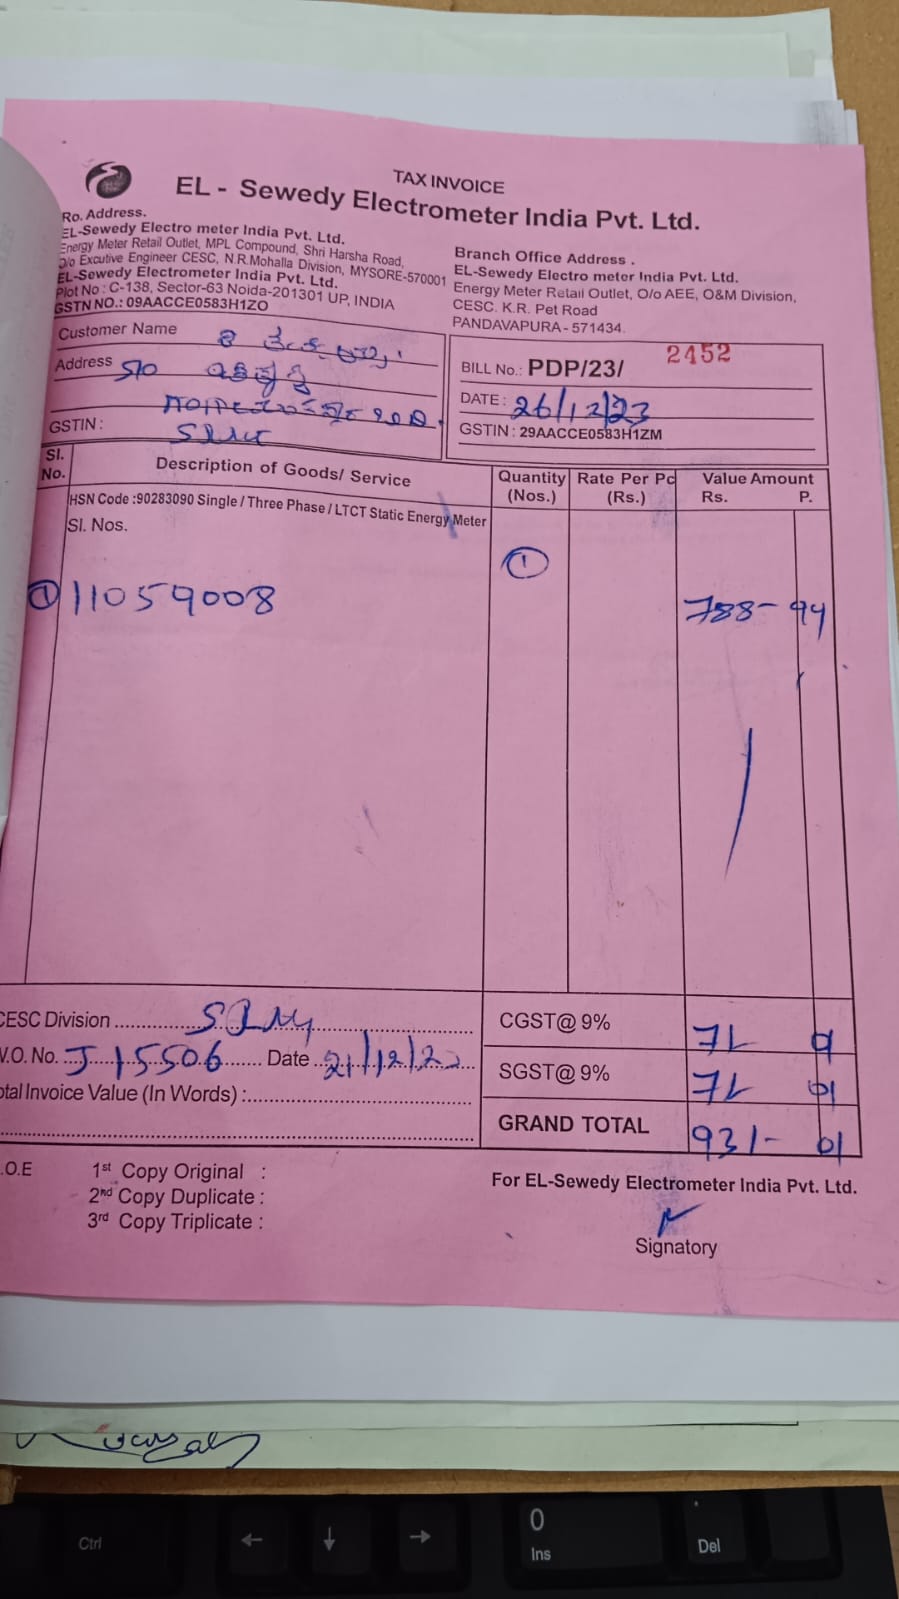 TAX INVOICE
EL - Sewedy Electrometer India Pvt. Ltd.
Ro. Address.
EL-Sewedy Electro meter India Pvt. Ltd.
Energy Meter Retail Outlet, MPL Compound, Shri Harsha Road,
O/o Excutive Engineer CESC, N.R.Mohalla Division, MYSORE-570001
EL-Sewedy Electrometer India Pvt. Ltd.
Plot No : C-138, Sector-63 Noida-201301 UP, INDIA
GSTN NO.: 09AACCE0583H1ZO
Branch Office Address .
EL-Sewedy Electro meter India Pvt. Ltd.
Energy Meter Retail Outlet, O/o AEE, O&M Division,
CESC. K.R. Pet Road
PANDAVAPURA - 571434.
Customer Name
Address S/O
GSTIN :
BILL No.: PDP/23/ 2452
DATE : 26/12/23
GSTIN : 29AACCE0583H1ZM
Sl. No. Description of Goods/ Service Quantity (Nos.) Rate Per Pc (Rs.) Value Amount Rs. P.
HSN Code :90283090 Single / Three Phase / LTCT Static Energy Meter
Sl. Nos.
1
1 11059008 788- 94
CESC Division
W.O. No. J 15506 Date 21/12/23
Total Invoice Value (In Words) :
CGST@ 9% 71
SGST@ 9% 71 01
GRAND TOTAL 931- 01
.O.E 1st Copy Original :
2nd Copy Duplicate :
3rd Copy Triplicate :
For EL-Sewedy Electrometer India Pvt. Ltd.
Signatory
Ctrl
0
Ins
.
Del